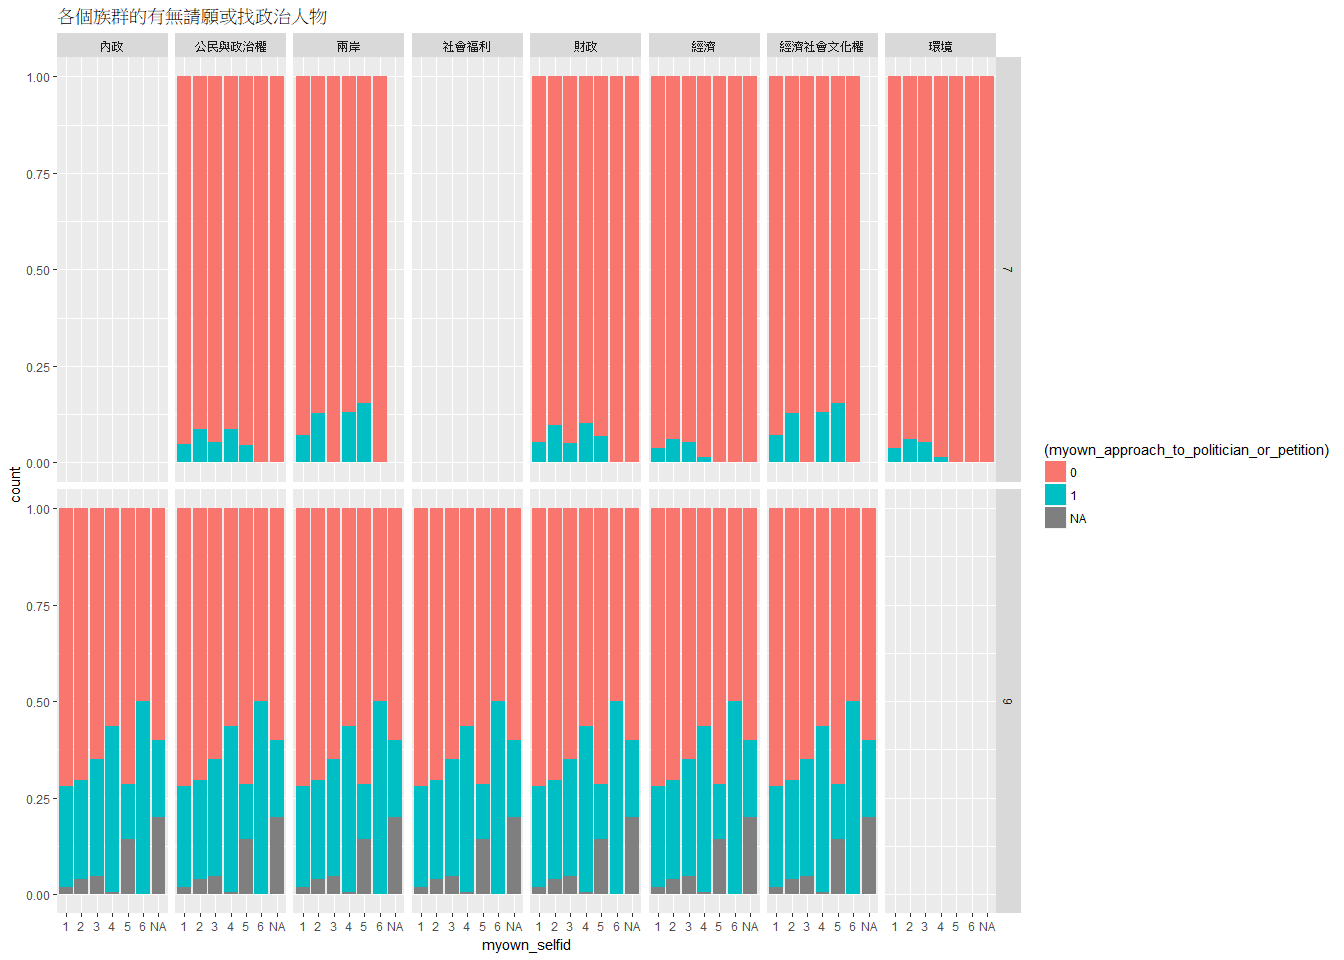 各個族群的有無請願或找政治人物
內政 公民與政治權 兩岸 社會福利 財政 經濟 經濟社會文化權 環境
1.00
0.75
0.50
0.25
0.00
7
count
1.00
0.75
0.50
0.25
0.00
9
1 2 3 4 5 6 NA 1 2 3 4 5 6 NA 1 2 3 4 5 6 NA 1 2 3 4 5 6 NA 1 2 3 4 5 6 NA 1 2 3 4 5 6 NA 1 2 3 4 5 6 NA 1 2 3 4 5 6 NA
myown_selfid
(myown_approach_to_politician_or_petition)
0
1
NA